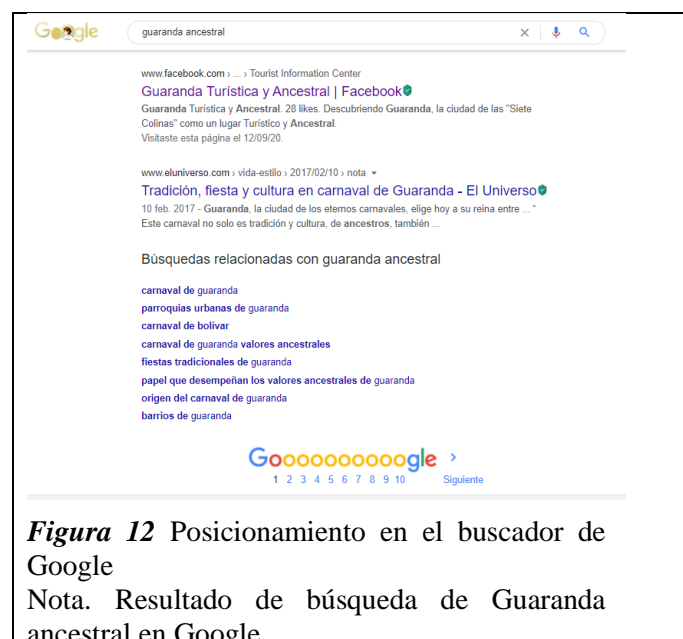 Google
guaranda ancestral
www.facebook.com › ... › Tourist Information Center
Guaranda Turística y Ancestral | Facebook
Guaranda Turística y Ancestral. 28 likes. Descubriendo Guaranda, la ciudad de las "Siete
Colinas" como un lugar Turístico y Ancestral.
Visitaste esta página el 12/09/20.
www.eluniverso.com › vida-estilo › 2017/02/10 › nota
Tradición, fiesta y cultura en carnaval de Guaranda - El Universo
10 feb. 2017 - Guaranda, la ciudad de los eternos carnavales, elige hoy a su reina entre ... “
Este carnaval no solo es tradición y cultura, de ancestros, también ...
Búsquedas relacionadas con guaranda ancestral
carnaval de guaranda
parroquias urbanas de guaranda
carnaval de bolívar
carnaval de guaranda valores ancestrales
fiestas tradicionales de guaranda
papel que desempeñan los valores ancestrales de guaranda
origen del carnaval de guaranda
barrios de guaranda
Goooooooooogle >
1 2 3 4 5 6 7 8 9 10 Siguiente
Figura 12 Posicionamiento en el buscador de
Google
Nota. Resultado de búsqueda de Guaranda
ancestral en Google